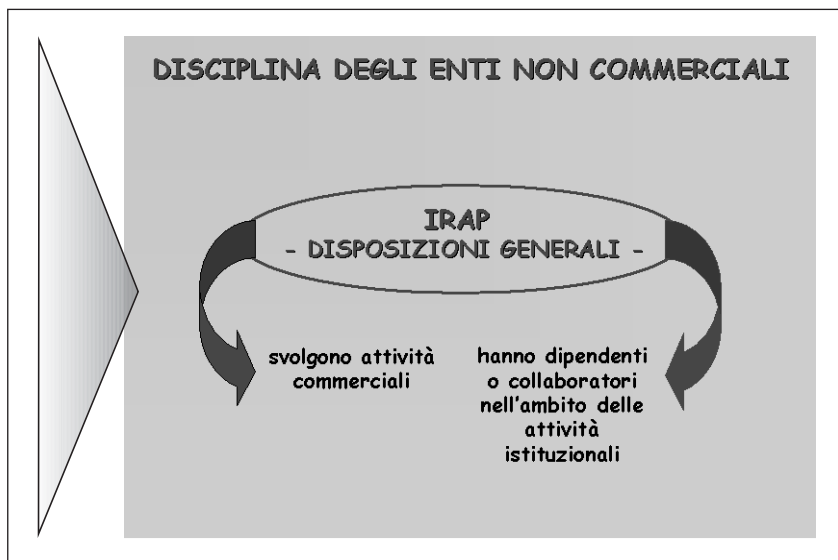 DISCIPLINA DEGLI ENTI NON COMMERCIALI
IRAP
- DISPOSIZIONI GENERALI -
svolgono attività
commerciali
hanno dipendenti
o collaboratori
nell'ambito delle
attività
istituzionali